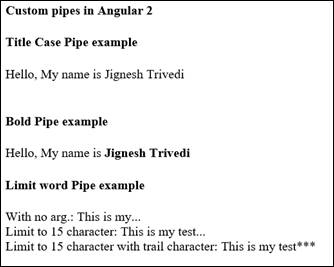 Custom pipes in Angular 2
Title Case Pipe example
Hello, My name is Jignesh Trivedi
Bold Pipe example
Hello, My name is Jignesh Trivedi
Limit word Pipe example
With no arg.: This is my...
Limit to 15 character: This is my test...
Limit to 15 character with trail character: This is my test***